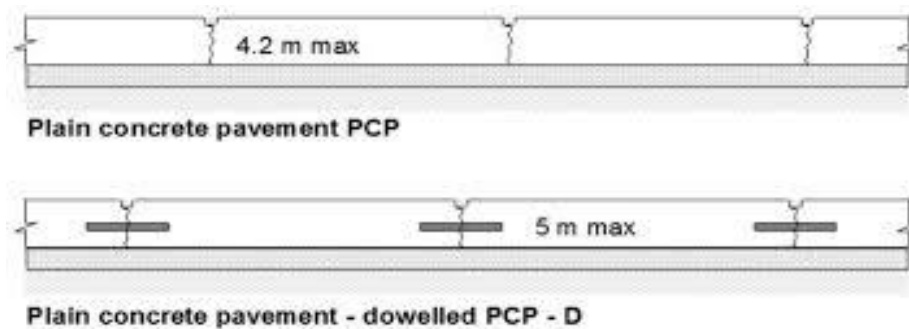 4.2 m max
Plain concrete pavement PCP
5 m max
Plain concrete pavement - dowelled PCP - D